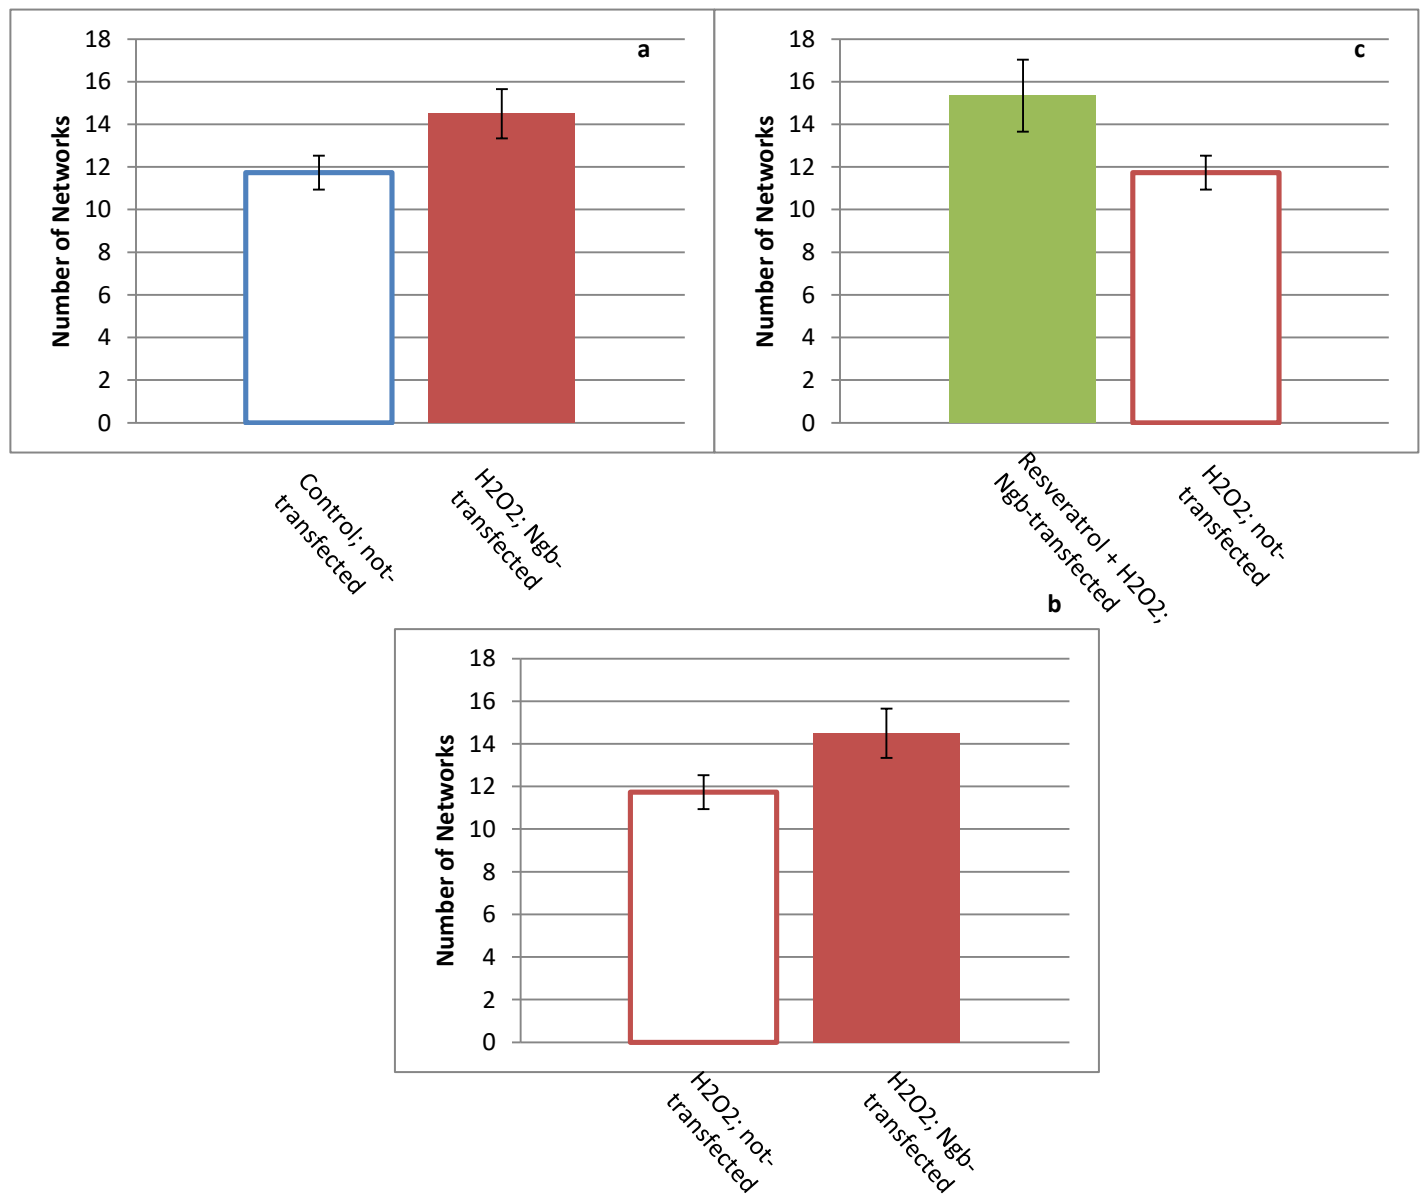 a
Number of Networks
18
16
14
12
10
8
6
4
2
0
Control; not-
transfected
H2O2; Ngb-
transfected
c
Number of Networks
18
16
14
12
10
8
6
4
2
0
Resveratrol + H2O2;
Ngb-transfected
H2O2; not-
transfected
b
Number of Networks
18
16
14
12
10
8
6
4
2
0
H2O2; not-
transfected
H2O2; Ngb-
transfected